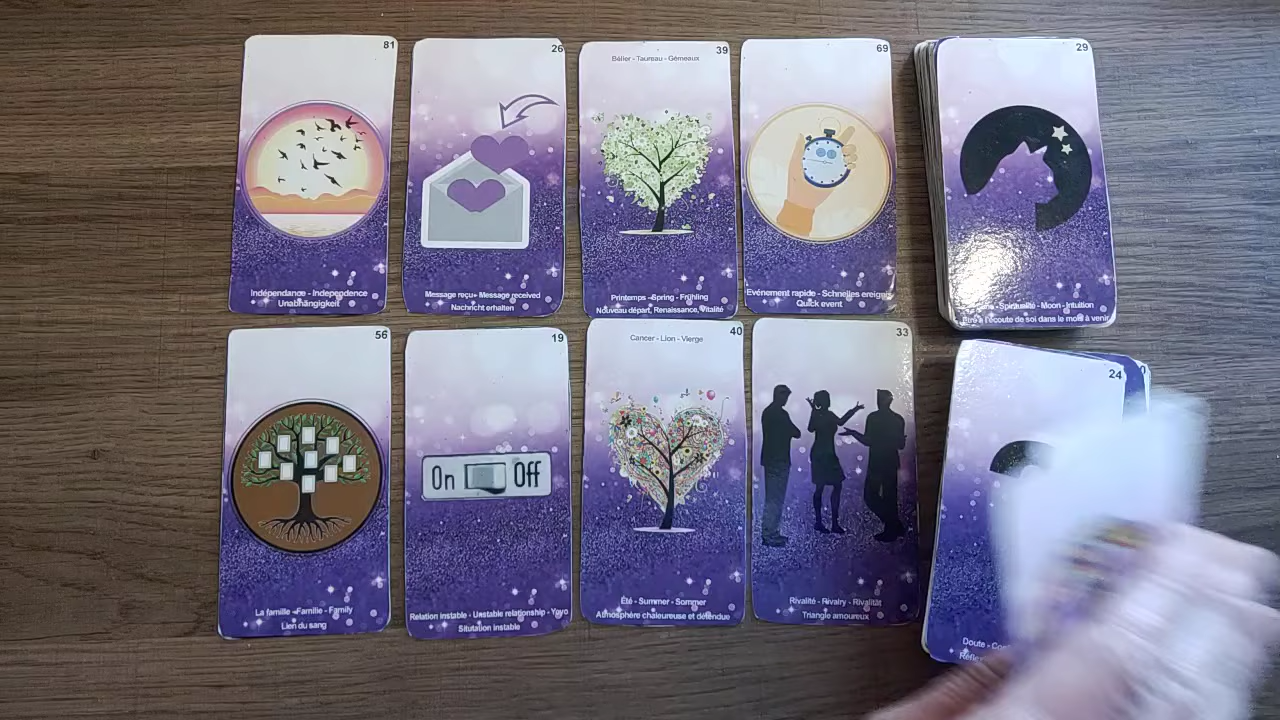 81
Indépendance - Independence
Unabhängigkeit
26
Message reçu - Message received
Nachricht erhalten
39
Bélier - Taureau - Gémeaux
Printemps - Spring - Frühling
Nouveau départ, Renaissance, Vitalité
69
Evénement rapide - Schnelles ereignis
Quick event
29
- Spiritualité - Moon - Intuition
Être à l'écoute de soi dans le mois à venir
56
La famille - Familie - Family
Lien du sang
19
On Off
Relation instable - Unstable relationship - Yoyo
Situtation instable
40
Cancer - Lion - Vierge
Été - Summer - Sommer
Atmosphère chaleureuse et détendue
33
Rivalité - Rivalry - Rivalität
Triangle amoureux
24
Doute -